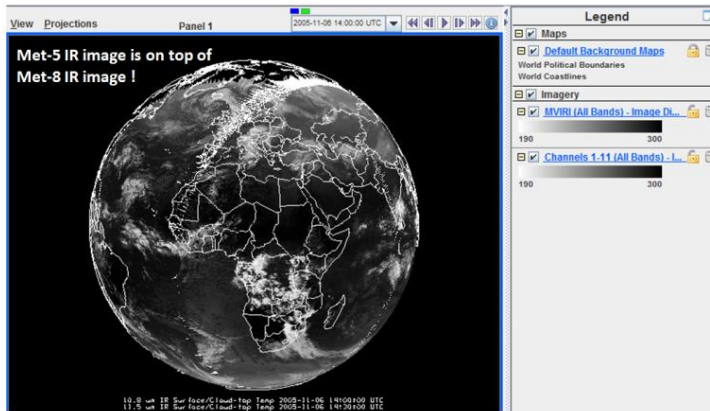 View Projections
Panel 1
2005-11-06 14:00:00 UTC
Legend
Met-5 IR image is on top of
Met-8 IR image !
Maps
Default Background Maps
World Political Boundaries
World Coastlines
Imagery
MVIRI (All Bands) - Image Di...
190 300
Channels 1-11 (All Bands) - I...
190 300
10.8 um IR Surface/Cloud-top Temp 2005-11-06 14:00:00 UTC
11.5 um IR Surface/Cloud-top Temp 2005-11-06 14:30:00 UTC